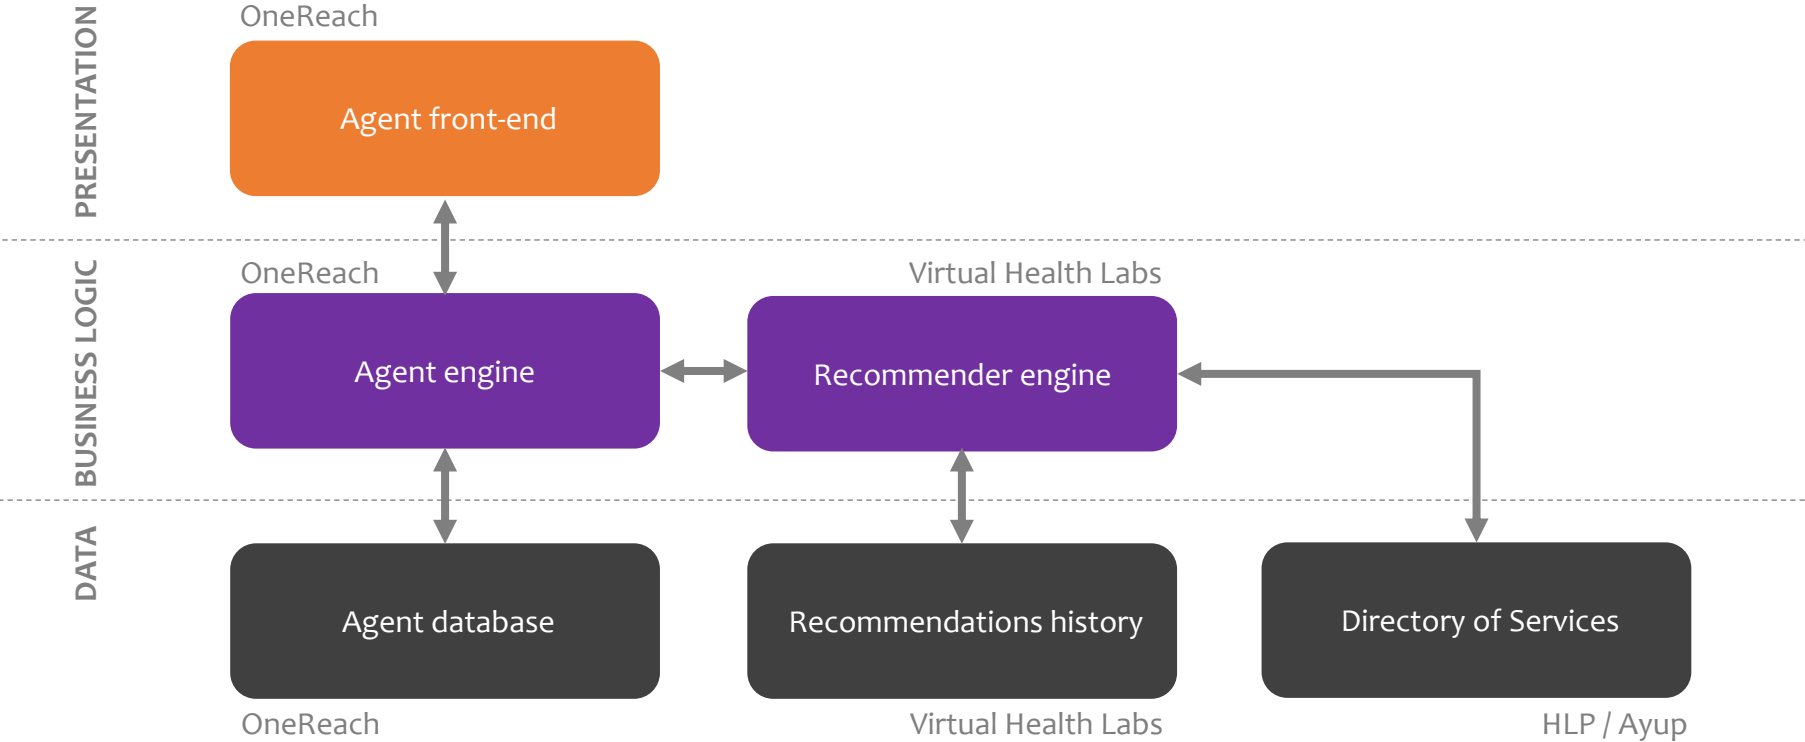 PRESENTATION
OneReach
Agent front-end
BUSINESS LOGIC
OneReach
Virtual Health Labs
Agent engine
Recommender engine
DATA
Agent database
Recommendations history
Directory of Services
OneReach
Virtual Health Labs
HLP / Ayup